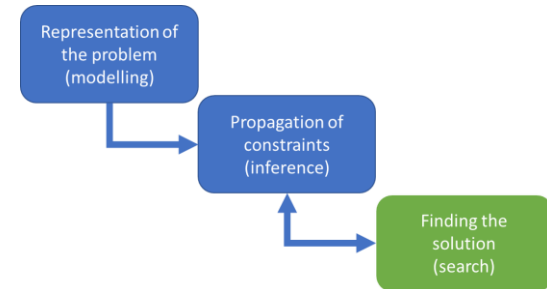 Representation of
the problem
(modelling)
Propagation of
constraints
(inference)
Finding the
solution
(search)